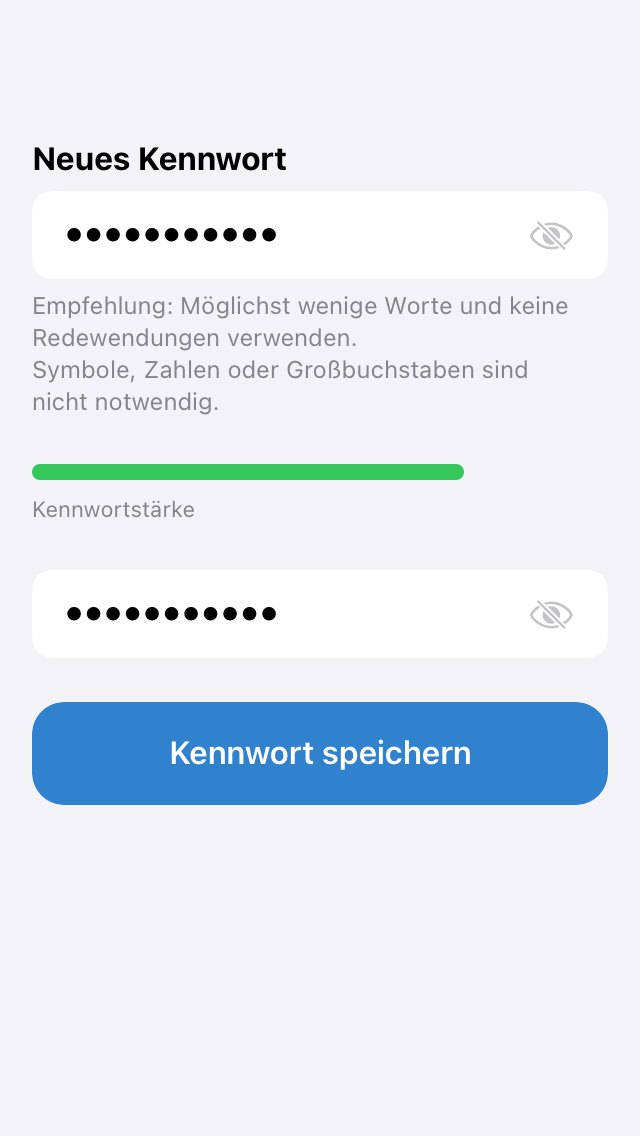 Neues Kennwort
•••••••••••
Empfehlung: Möglichst wenige Worte und keine
Redewendungen verwenden.
Symbole, Zahlen oder Großbuchstaben sind
nicht notwendig.
Kennwortstärke
•••••••••••
Kennwort speichern